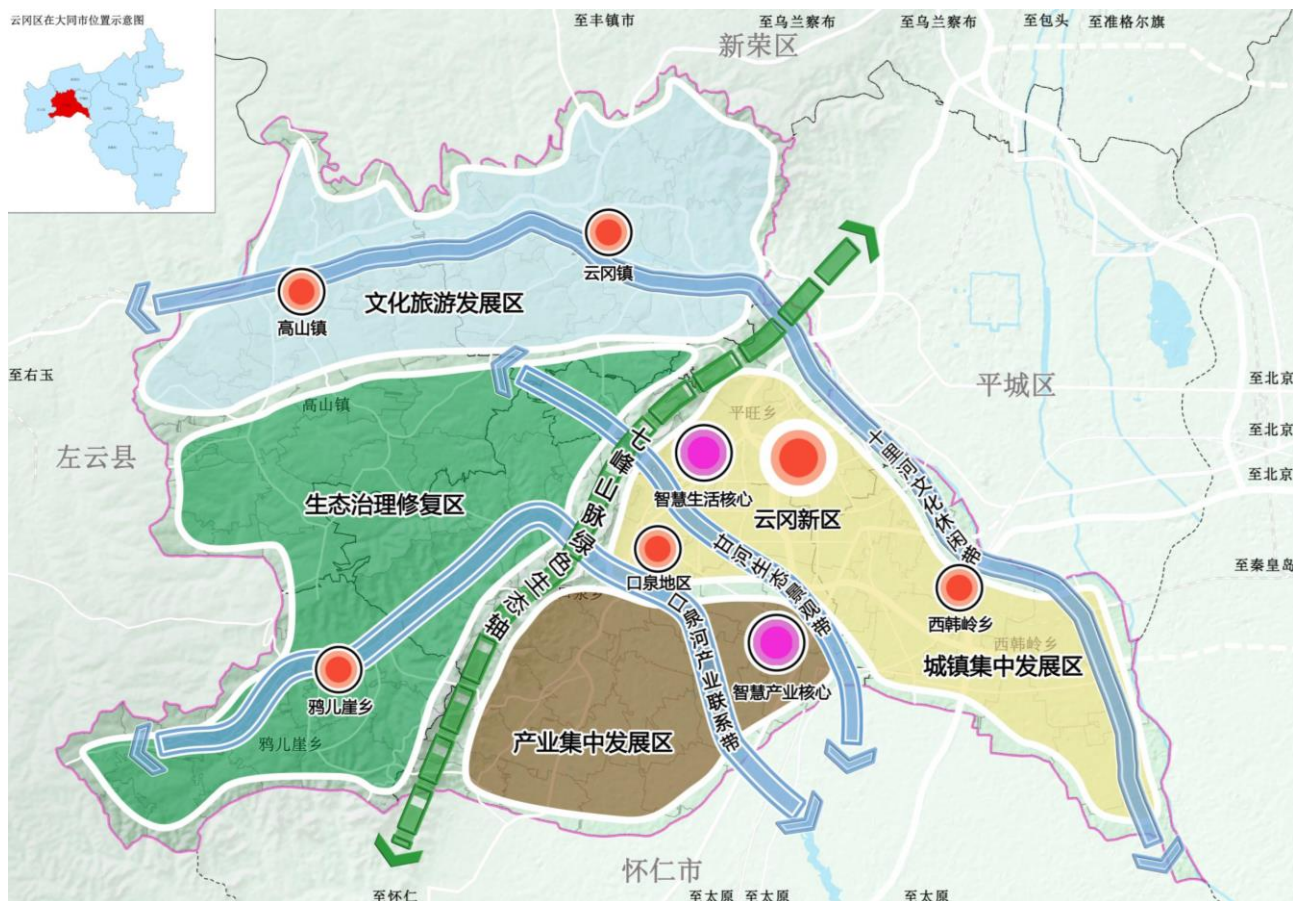 云冈区在大同市位置示意图
至丰镇市
至乌兰察布
至乌兰察布
至包头
至准格尔旗
新荣区
云冈镇
高山镇
文化旅游发展区
至右玉
平城区
至北京
高山镇
平旺乡
至北京
左云县
七峰山脉绿色生态轴
十里河文化休闲带
智慧生活核心
至北京
生态治理修复区
云冈新区
甘河生态景观带
口泉地区
至秦皇岛
口泉乡
口泉河产业联系带
西韩岭乡
西韩岭乡
城镇集中发展区
鸦儿崖乡
智慧产业核心
鸦儿崖乡
产业集中发展区
怀仁市
至怀仁
至太原
至太原
至太原